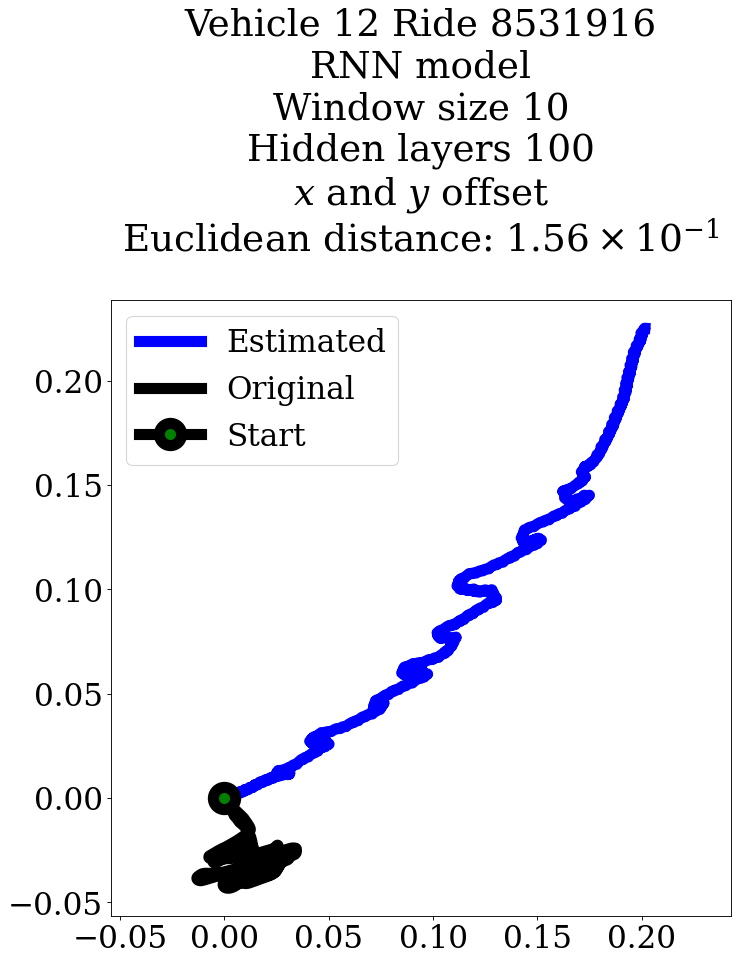 Vehicle 12 Ride 8531916
RNN model
Window size 10
Hidden layers 100
x and y offset
Euclidean distance: 1.56 × 10⁻¹
Estimated
Original
Start
0.20
0.15
0.10
0.05
0.00
−0.05
−0.05 0.00 0.05 0.10 0.15 0.20